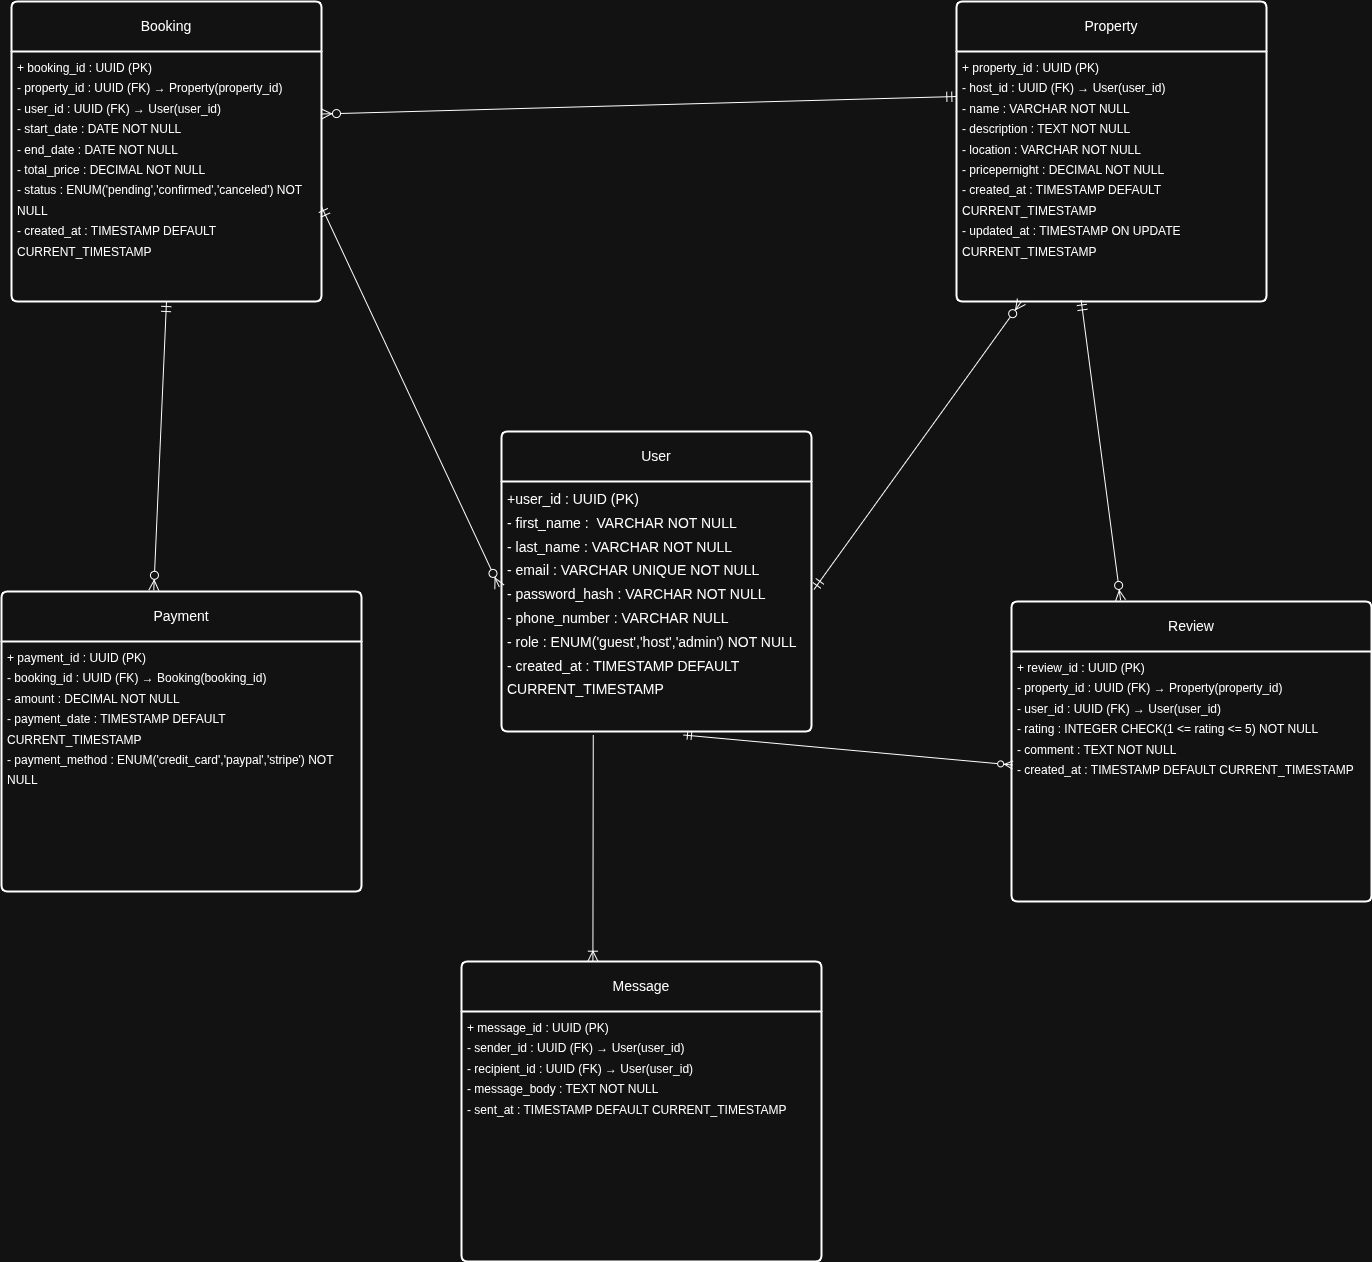 Booking
+ booking_id : UUID (PK)
- property_id : UUID (FK) → Property(property_id)
- user_id : UUID (FK) → User(user_id)
- start_date : DATE NOT NULL
- end_date : DATE NOT NULL
- total_price : DECIMAL NOT NULL
- status : ENUM('pending','confirmed','canceled') NOT
NULL
- created_at : TIMESTAMP DEFAULT
CURRENT_TIMESTAMP
Property
+ property_id : UUID (PK)
- host_id : UUID (FK) → User(user_id)
- name : VARCHAR NOT NULL
- description : TEXT NOT NULL
- location : VARCHAR NOT NULL
- pricepernight : DECIMAL NOT NULL
- created_at : TIMESTAMP DEFAULT
CURRENT_TIMESTAMP
- updated_at : TIMESTAMP ON UPDATE
CURRENT_TIMESTAMP
User
+user_id : UUID (PK)
- first_name :  VARCHAR NOT NULL
- last_name : VARCHAR NOT NULL
- email : VARCHAR UNIQUE NOT NULL
- password_hash : VARCHAR NOT NULL
- phone_number : VARCHAR NULL
- role : ENUM('guest','host','admin') NOT NULL
- created_at : TIMESTAMP DEFAULT
CURRENT_TIMESTAMP
Payment
+ payment_id : UUID (PK)
- booking_id : UUID (FK) → Booking(booking_id)
- amount : DECIMAL NOT NULL
- payment_date : TIMESTAMP DEFAULT
CURRENT_TIMESTAMP
- payment_method : ENUM('credit_card','paypal','stripe') NOT
NULL
Review
+ review_id : UUID (PK)
- property_id : UUID (FK) → Property(property_id)
- user_id : UUID (FK) → User(user_id)
- rating : INTEGER CHECK(1 <= rating <= 5) NOT NULL
- comment : TEXT NOT NULL
- created_at : TIMESTAMP DEFAULT CURRENT_TIMESTAMP
Message
+ message_id : UUID (PK)
- sender_id : UUID (FK) → User(user_id)
- recipient_id : UUID (FK) → User(user_id)
- message_body : TEXT NOT NULL
- sent_at : TIMESTAMP DEFAULT CURRENT_TIMESTAMP